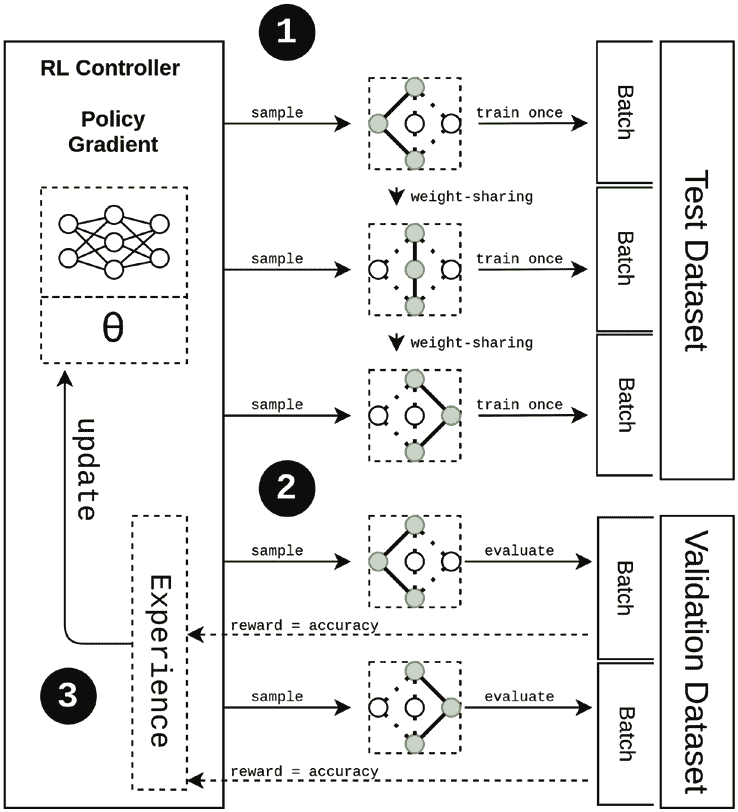 1
RL Controller
Policy
Gradient
θ
update
Experience
3
sample
train once
Batch
weight-sharing
sample
train once
Batch
weight-sharing
sample
train once
Batch
Test Dataset
2
sample
evaluate
Batch
reward = accuracy
sample
evaluate
Batch
reward = accuracy
Validation Dataset